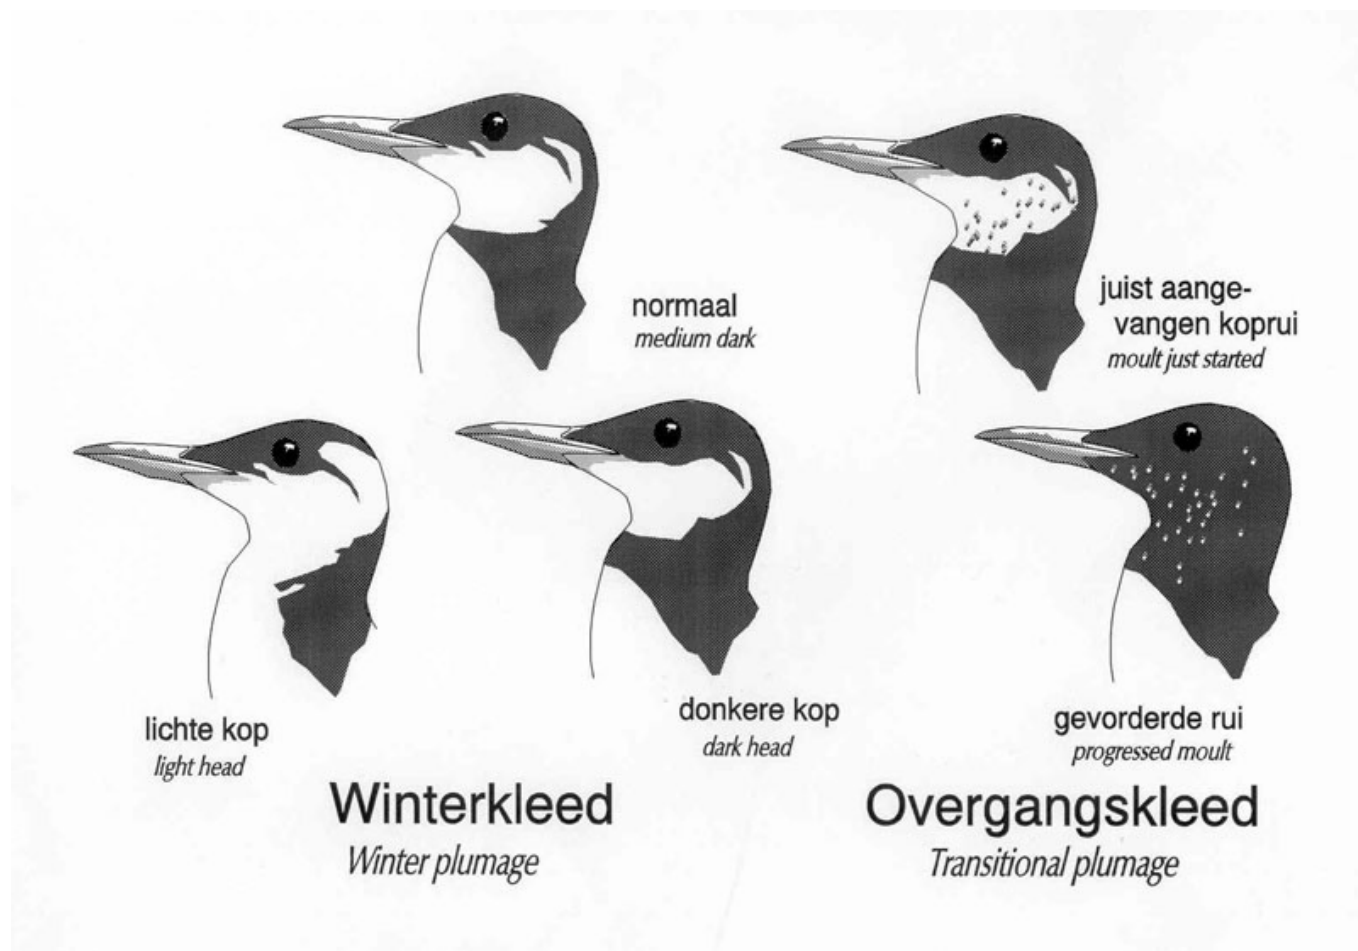 normaal
medium dark
juist aange-
vangen koprui
moult just started
lichte kop
light head
donkere kop
dark head
gevorderde rui
progressed moult
Winterkleed
Winter plumage
Overgangskleed
Transitional plumage